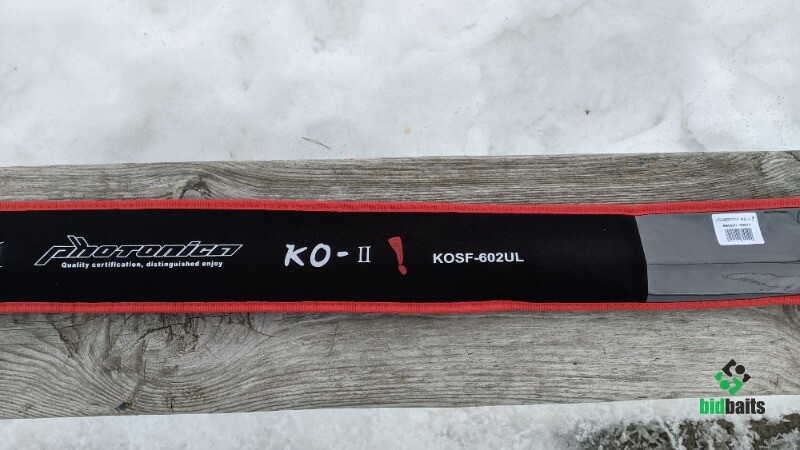 PHOTONICA
Quality certification, distinguished enjoy
KO-II!
KOSF-602UL
bidbaits